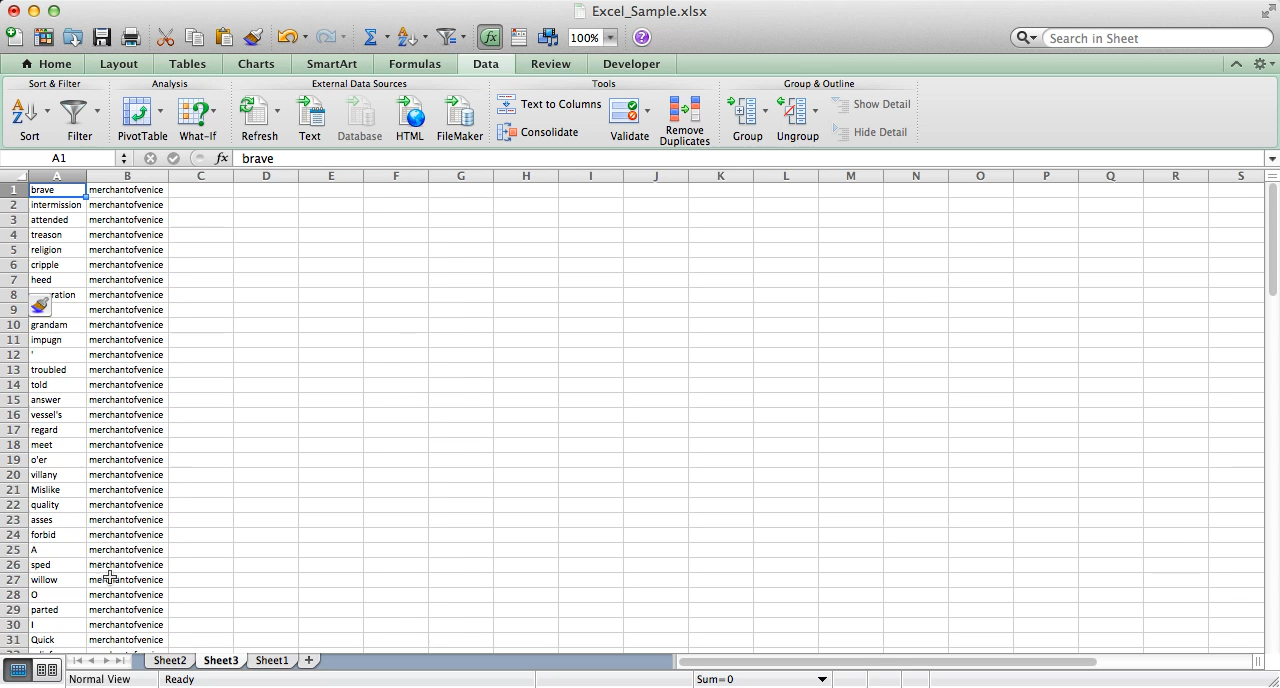 Excel_Sample.xlsx
100% Search in Sheet
Home Layout Tables Charts SmartArt Formulas Data Review Developer
Sort & Filter Analysis External Data Sources Tools Group & Outline
Text to Columns Show Detail
Consolidate Hide Detail
Sort Filter PivotTable What-If Refresh Text Database HTML FileMaker Validate Remove Duplicates Group Ungroup
A1 fx brave
A B C D E F G H I J K L M N O P Q R S
1 brave merchantofvenice
2 intermission merchantofvenice
3 attended merchantofvenice
4 treason merchantofvenice
5 religion merchantofvenice
6 cripple merchantofvenice
7 heed merchantofvenice
8 ration merchantofvenice
9 merchantofvenice
10 grandam merchantofvenice
11 impugn merchantofvenice
12 ' merchantofvenice
13 troubled merchantofvenice
14 told merchantofvenice
15 answer merchantofvenice
16 vessel's merchantofvenice
17 regard merchantofvenice
18 meet merchantofvenice
19 o'er merchantofvenice
20 villany merchantofvenice
21 Mislike merchantofvenice
22 quality merchantofvenice
23 asses merchantofvenice
24 forbid merchantofvenice
25 A merchantofvenice
26 sped merchantofvenice
27 willow merchantofvenice
28 O merchantofvenice
29 parted merchantofvenice
30 I merchantofvenice
31 Quick merchantofvenice
Sheet2 Sheet3 Sheet1
Normal View Ready Sum=0